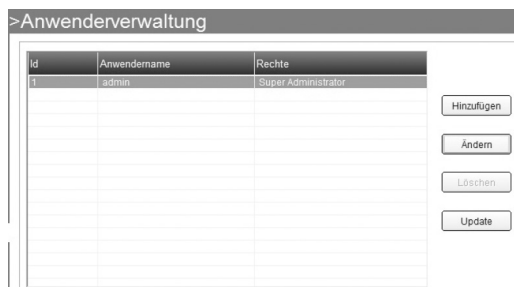 >Anwenderverwaltung
Id Anwendername Rechte
1 admin Super Administrator
Hinzufügen
Ändern
Löschen
Update